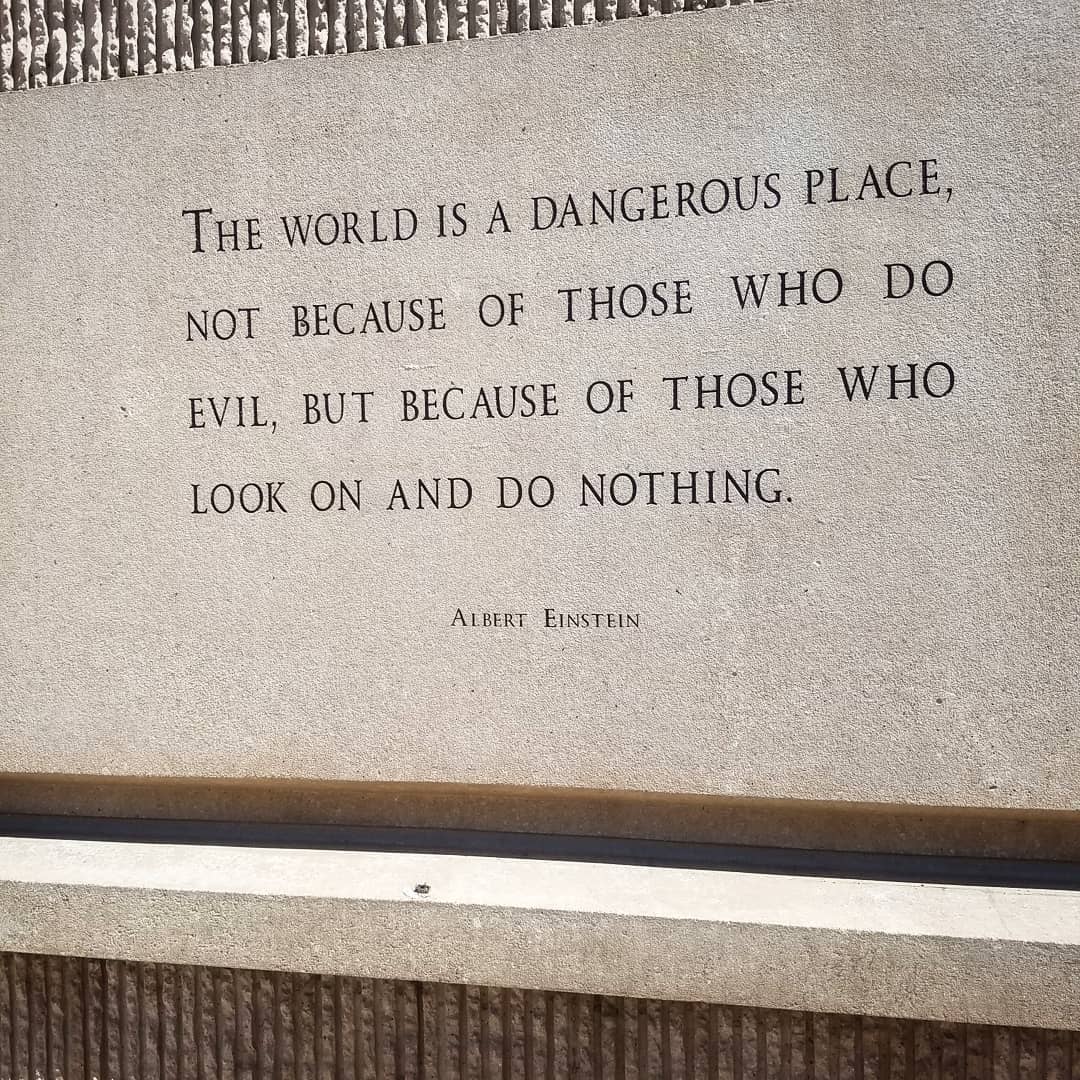 The world is a dangerous place,
not because of those who do
evil, but because of those who
look on and do nothing.
Albert Einstein